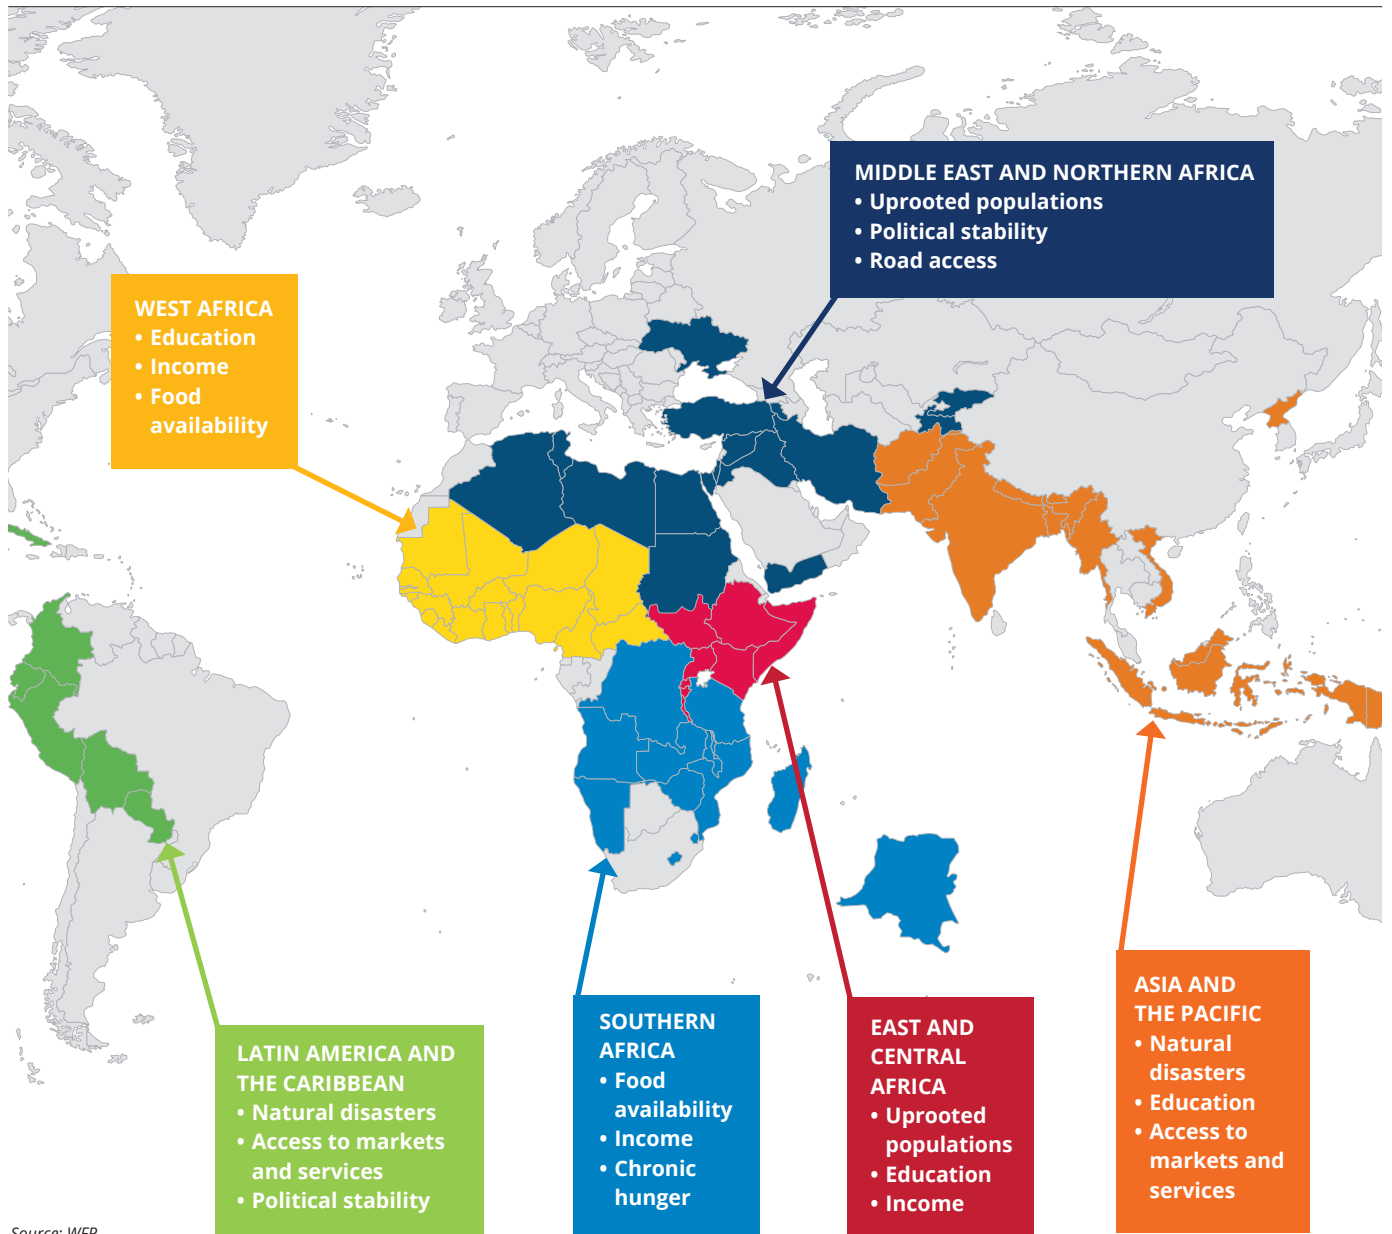 MIDDLE EAST AND NORTHERN AFRICA
• Uprooted populations
• Political stability
• Road access
WEST AFRICA
• Education
• Income
• Food
availability
LATIN AMERICA AND
THE CARIBBEAN
• Natural disasters
• Access to markets
and services
• Political stability
SOUTHERN
AFRICA
• Food
availability
• Income
• Chronic
hunger
EAST AND
CENTRAL
AFRICA
• Uprooted
populations
• Education
• Income
ASIA AND
THE PACIFIC
• Natural
disasters
• Education
• Access to
markets and
services
Source: WFP